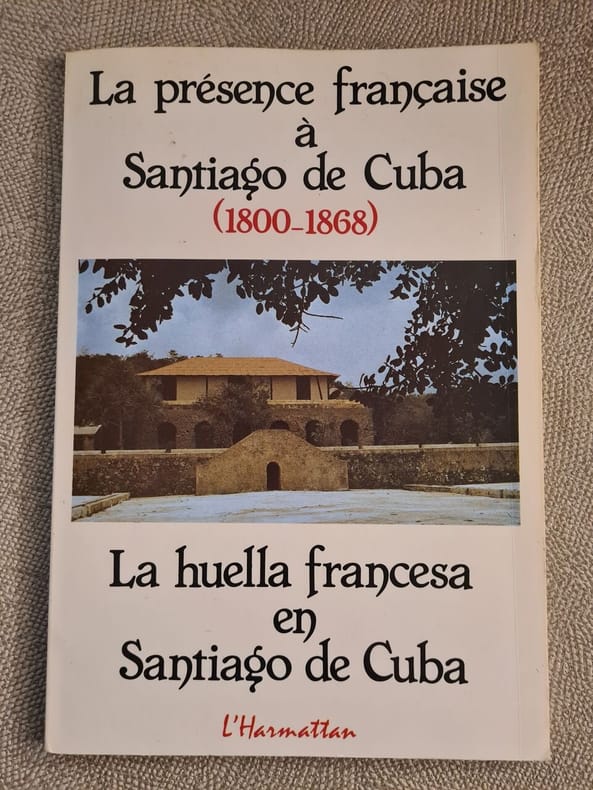 La présence française
à
Santiago de Cuba
(1800-1868)
La huella francesa
en
Santiago de Cuba
L'Harmattan